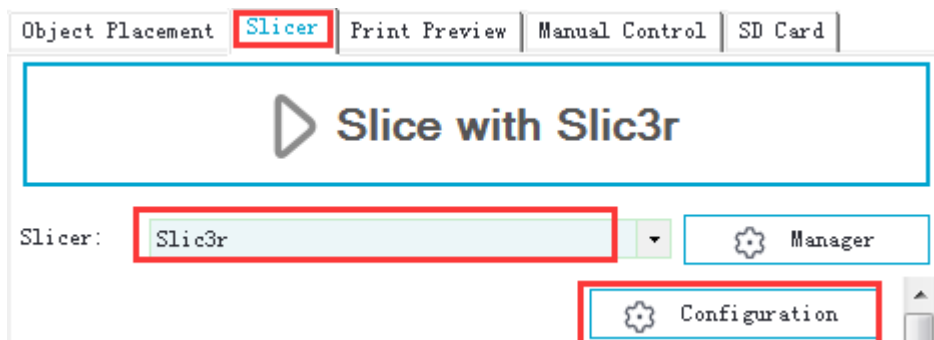 Object Placement Slicer Print Preview Manual Control SD Card
Slice with Slic3r
Slicer: Slic3r Manager
Configuration